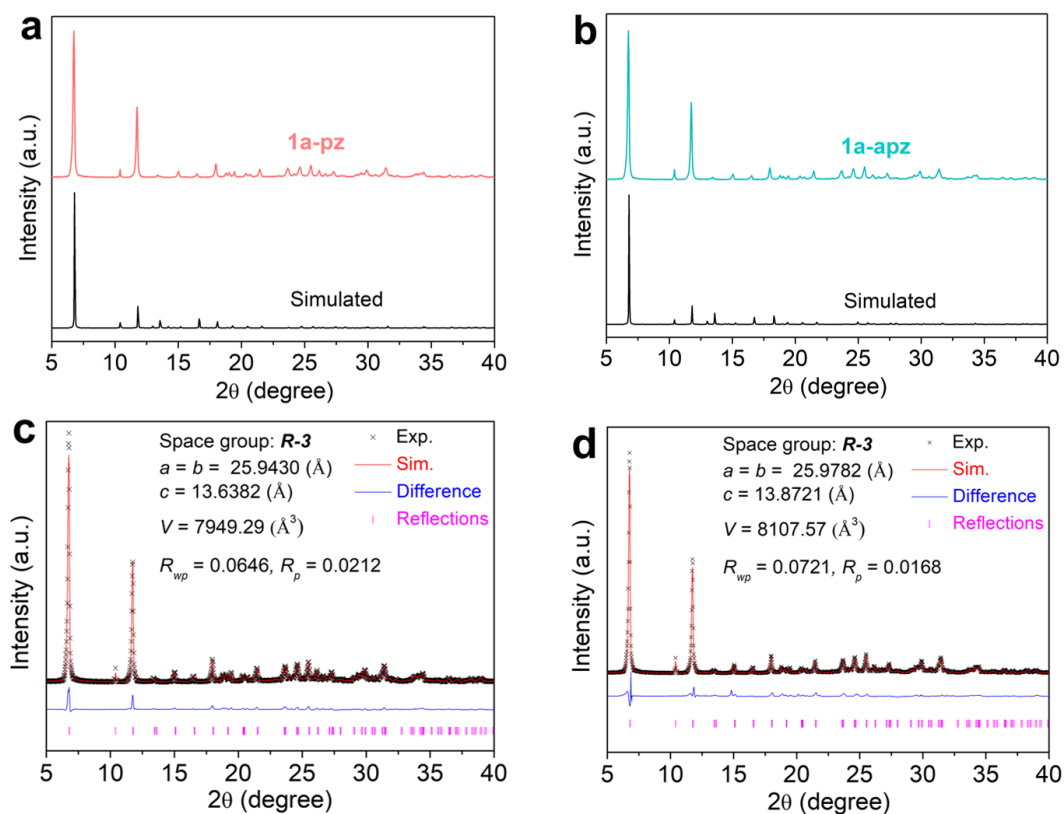 a
1a-pz
Simulated
Intensity (a.u.)
5 10 15 20 25 30 35 40
2θ (degree)
b
1a-apz
Simulated
Intensity (a.u.)
5 10 15 20 25 30 35 40
2θ (degree)
c
Space group: R-3
a = b = 25.9430 (Å)
c = 13.6382 (Å)
V = 7949.29 (Å³)
Rwp = 0.0646, Rp = 0.0212
× Exp.
Sim.
Difference
Reflections
Intensity (a.u.)
5 10 15 20 25 30 35 40
2θ (degree)
d
Space group: R-3
a = b = 25.9782 (Å)
c = 13.8721 (Å)
V = 8107.57 (Å³)
Rwp = 0.0721, Rp = 0.0168
× Exp.
Sim.
Difference
Reflections
Intensity (a.u.)
5 10 15 20 25 30 35 40
2θ (degree)